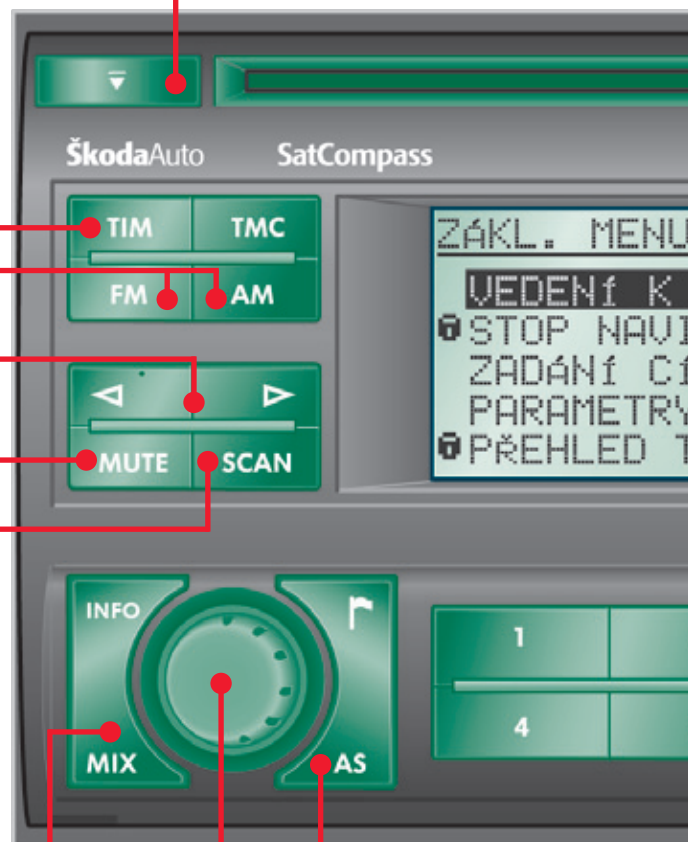 ŠkodaAuto SatCompass
TIM TMC
FM AM
MUTE SCAN
ZÁKL. MENU
VEDENÍ K
STOP NAVI
ZADÁNÍ CÍ
PARAMETRY
PŘEHLED T
INFO
MIX
AS
1
4